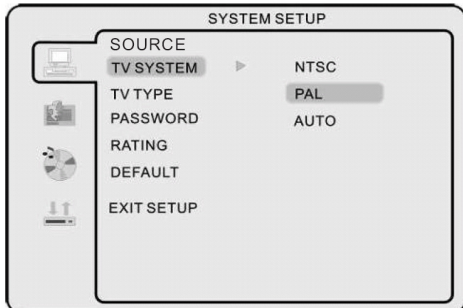 SYSTEM SETUP
SOURCE
TV SYSTEM NTSC
TV TYPE PAL
PASSWORD AUTO
RATING
DEFAULT
EXIT SETUP